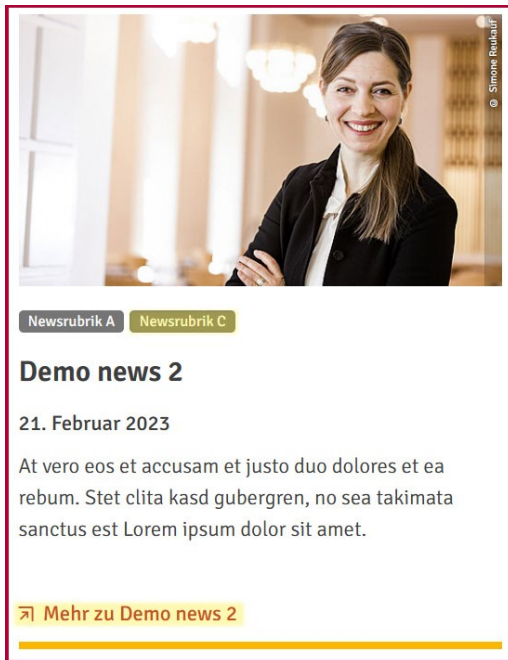 © Simone Reukauf
Newsrubrik A Newsrubrik C
Demo news 2
21. Februar 2023
At vero eos et accusam et justo duo dolores et ea
rebum. Stet clita kasd gubergren, no sea takimata
sanctus est Lorem ipsum dolor sit amet.
Mehr zu Demo news 2